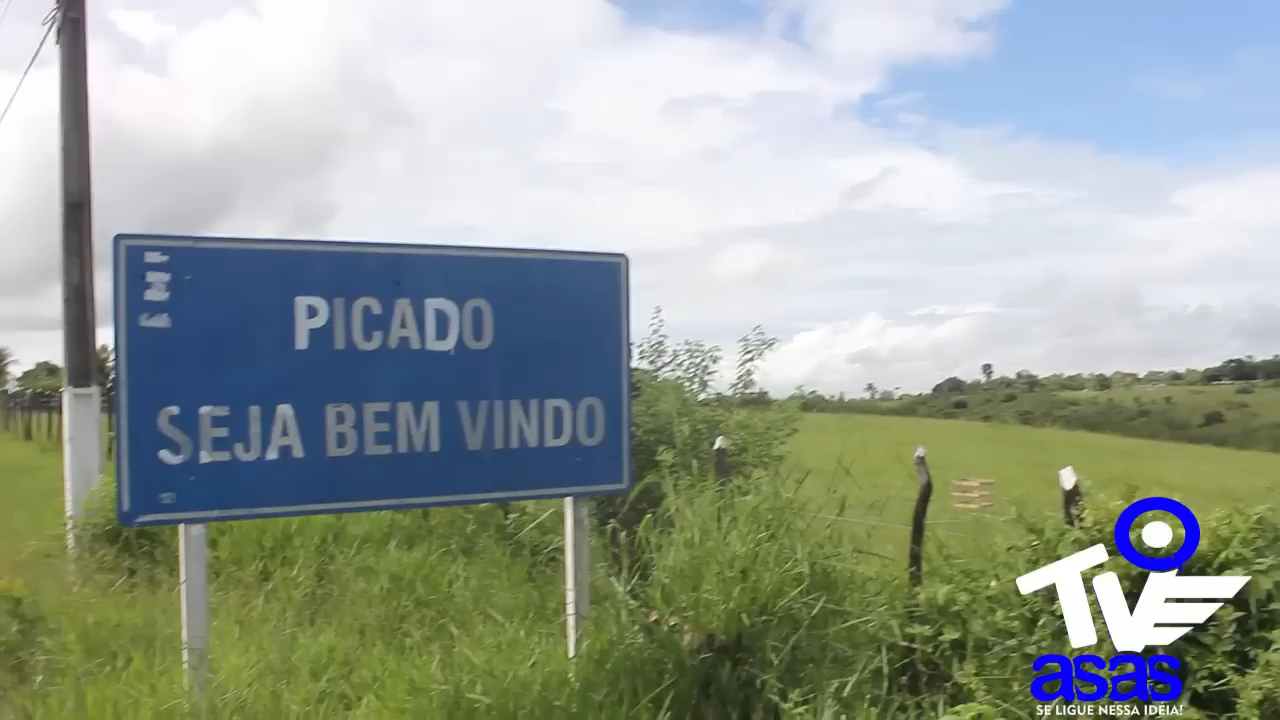 PICADO
SEJA BEM VINDO
TV
asas
SE LIGUE NESSA IDEIA!